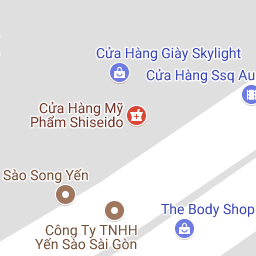 Cửa Hàng Giày Skylight
Cửa Hàng Ssq Au
Cửa Hàng Mỹ
Phẩm Shiseido
Sào Song Yến
The Body Shop
Công Ty TNHH
Yến Sào Sài Gòn